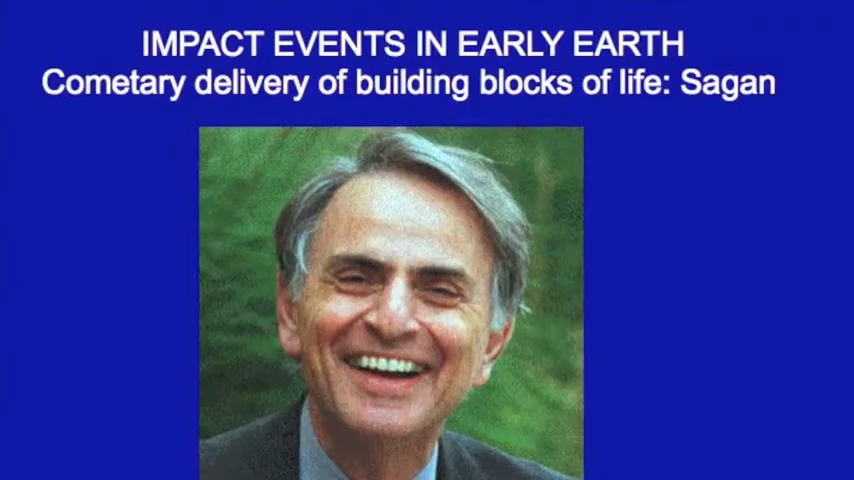 IMPACT EVENTS IN EARLY EARTH
Cometary delivery of building blocks of life: Sagan